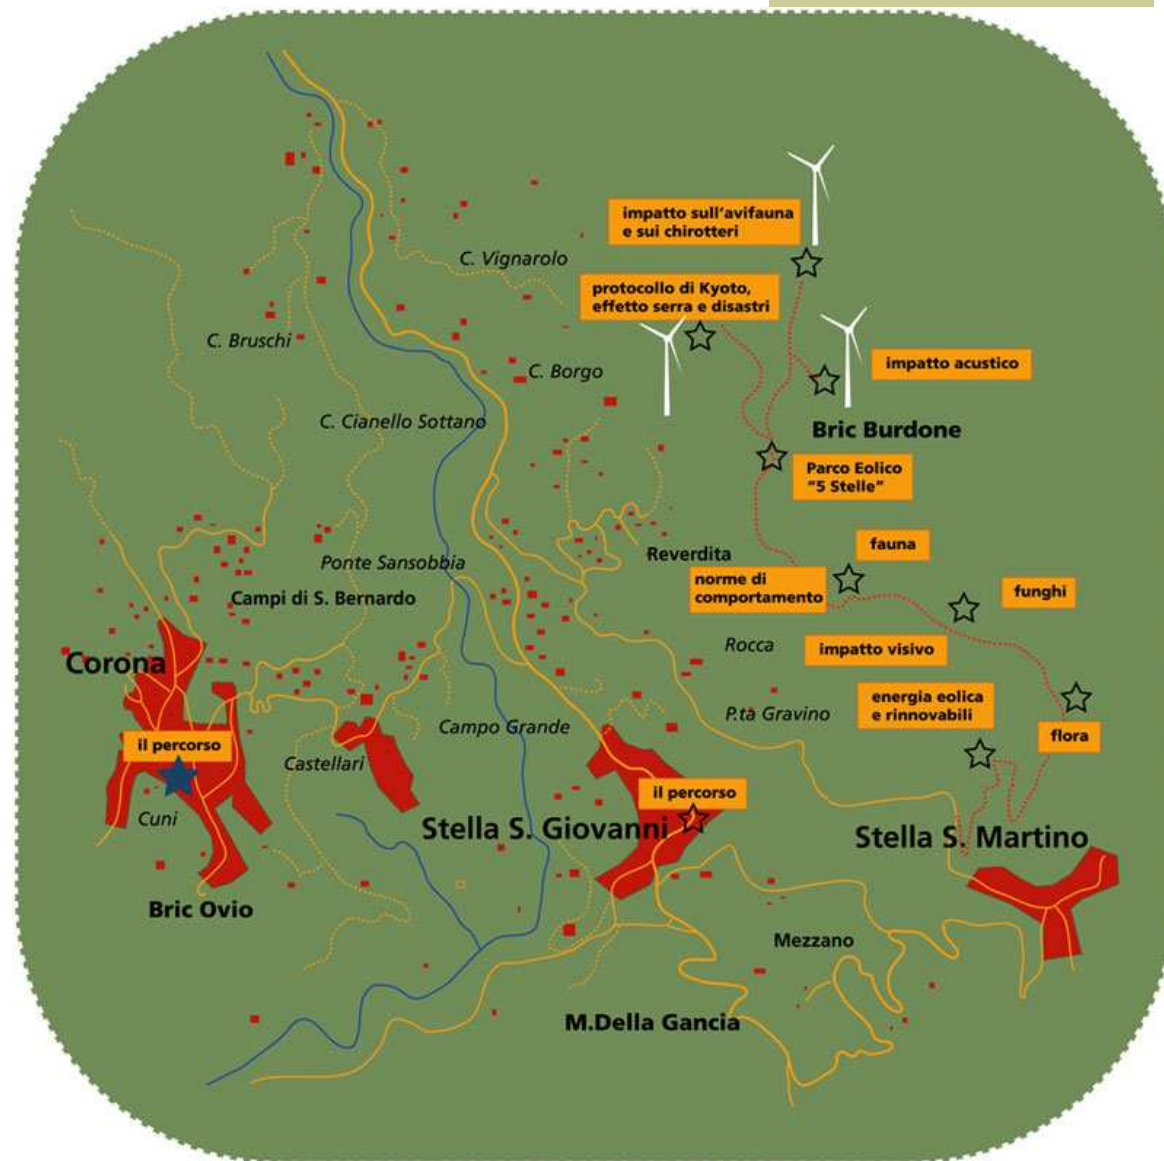 impatto sull'avifauna
e sui chirotteri
C. Vignarolo
protocollo di Kyoto,
effetto serra e disastri
C. Bruschi
impatto acustico
C. Borgo
C. Cianello Sottano
Bric Burdone
Parco Eolico
"5 Stelle"
fauna
Reverdita
Ponte Sansobbia
norme di
comportamento
funghi
Campi di S. Bernardo
Rocca
impatto visivo
Corona
energia eolica
e rinnovabili
P.ta Gravino
Campo Grande
flora
il percorso
Castellari
il percorso
Cuni
Stella S. Giovanni
Stella S. Martino
Bric Ovio
Mezzano
M.Della Gancia